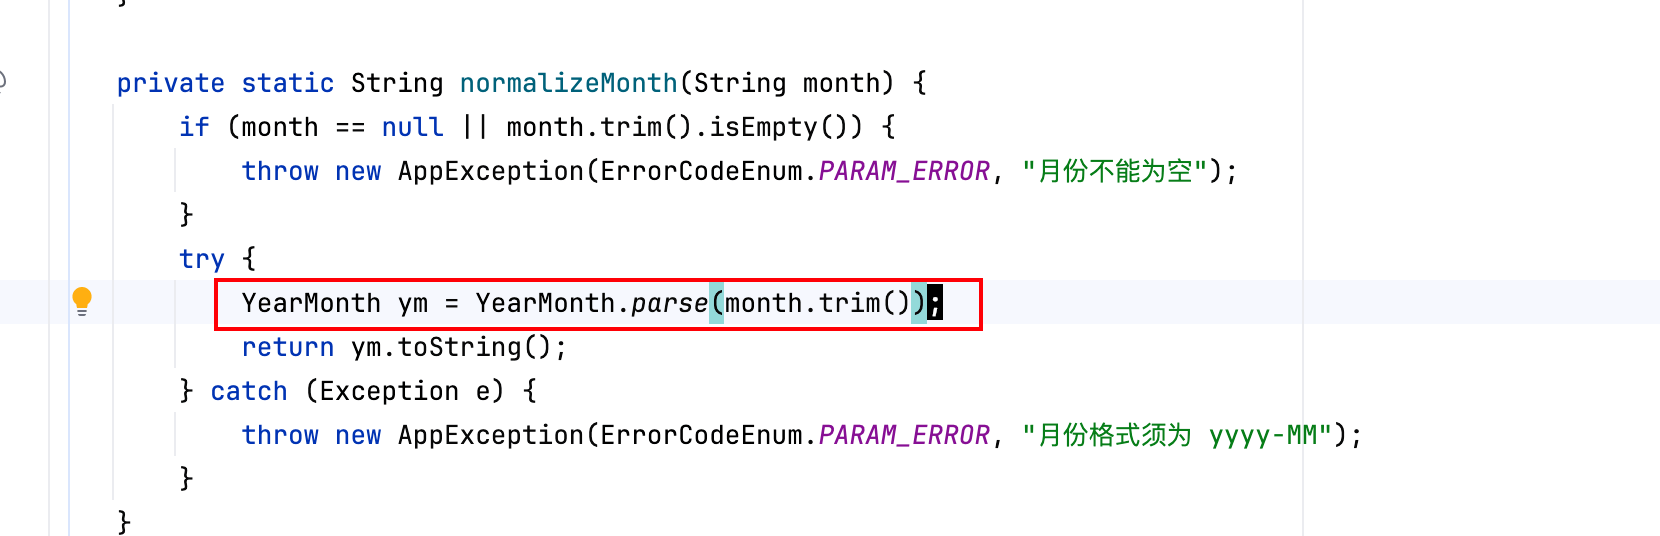 }
private static String normalizeMonth(String month) {
if (month == null || month.trim().isEmpty()) {
throw new AppException(ErrorCodeEnum.PARAM_ERROR, "月份不能为空");
}
try {
YearMonth ym = YearMonth.parse(month.trim());
return ym.toString();
} catch (Exception e) {
throw new AppException(ErrorCodeEnum.PARAM_ERROR, "月份格式须为 yyyy-MM");
}
}